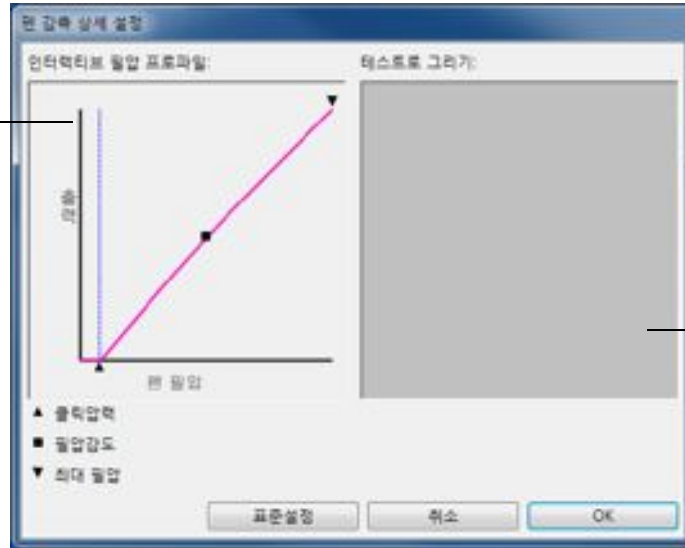 펜 감촉 상세 설정
인터랙티브 필압 프로파일:
테스트로 그리기:
출력
펜 필압
▲ 클릭압력
■ 필압감도
▼ 최대 필압
표준설정
취소
OK